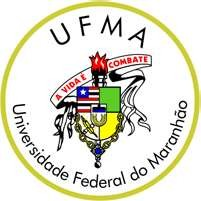 UFMA
A VIDA É COMBATE
Universidade Federal do Maranhão